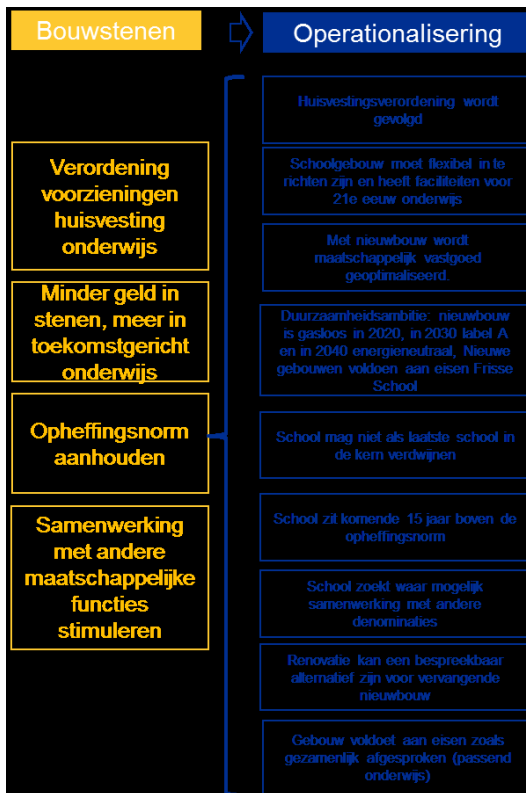 Bouwstenen
Operationalisering
Verordening
voorzieningen
huisvesting
onderwijs
Minder geld in
stenen, meer in
toekomstgericht
onderwijs
Opheffingsnorm
aanhouden
Samenwerking
met andere
maatschappelijke
functies
stimuleren
Huisvestingsverordening wordt
gevolgd
Schoolgebouw moet flexibel in te
richten zijn en heeft faciliteiten voor
21e eeuw onderwijs
Met nieuwbouw wordt
maatschappelijk vastgoed
geoptimaliseerd.
Duurzaamheidsambitie: nieuwbouw
is gasloos in 2020, in 2030 label A
en in 2040 energieneutraal, Nieuwe
gebouwen voldoen aan eisen Frisse
School
School mag niet als laatste school in
de kern verdwijnen
School zit komende 15 jaar boven de
opheffingsnorm
School zoekt waar mogelijk
samenwerking met andere
denominaties
Renovatie kan een bespreekbaar
alternatief zijn voor vervangende
nieuwbouw
Gebouw voldoet aan eisen zoals
gezamenlijk afgesproken (passend
onderwijs)